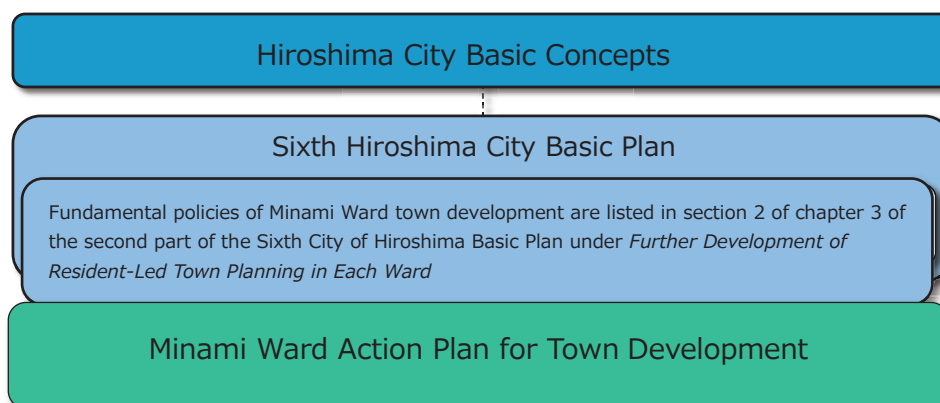 Hiroshima City Basic Concepts
Sixth Hiroshima City Basic Plan
Fundamental policies of Minami Ward town development are listed in section 2 of chapter 3 of
the second part of the Sixth City of Hiroshima Basic Plan under Further Development of
Resident-Led Town Planning in Each Ward
Minami Ward Action Plan for Town Development